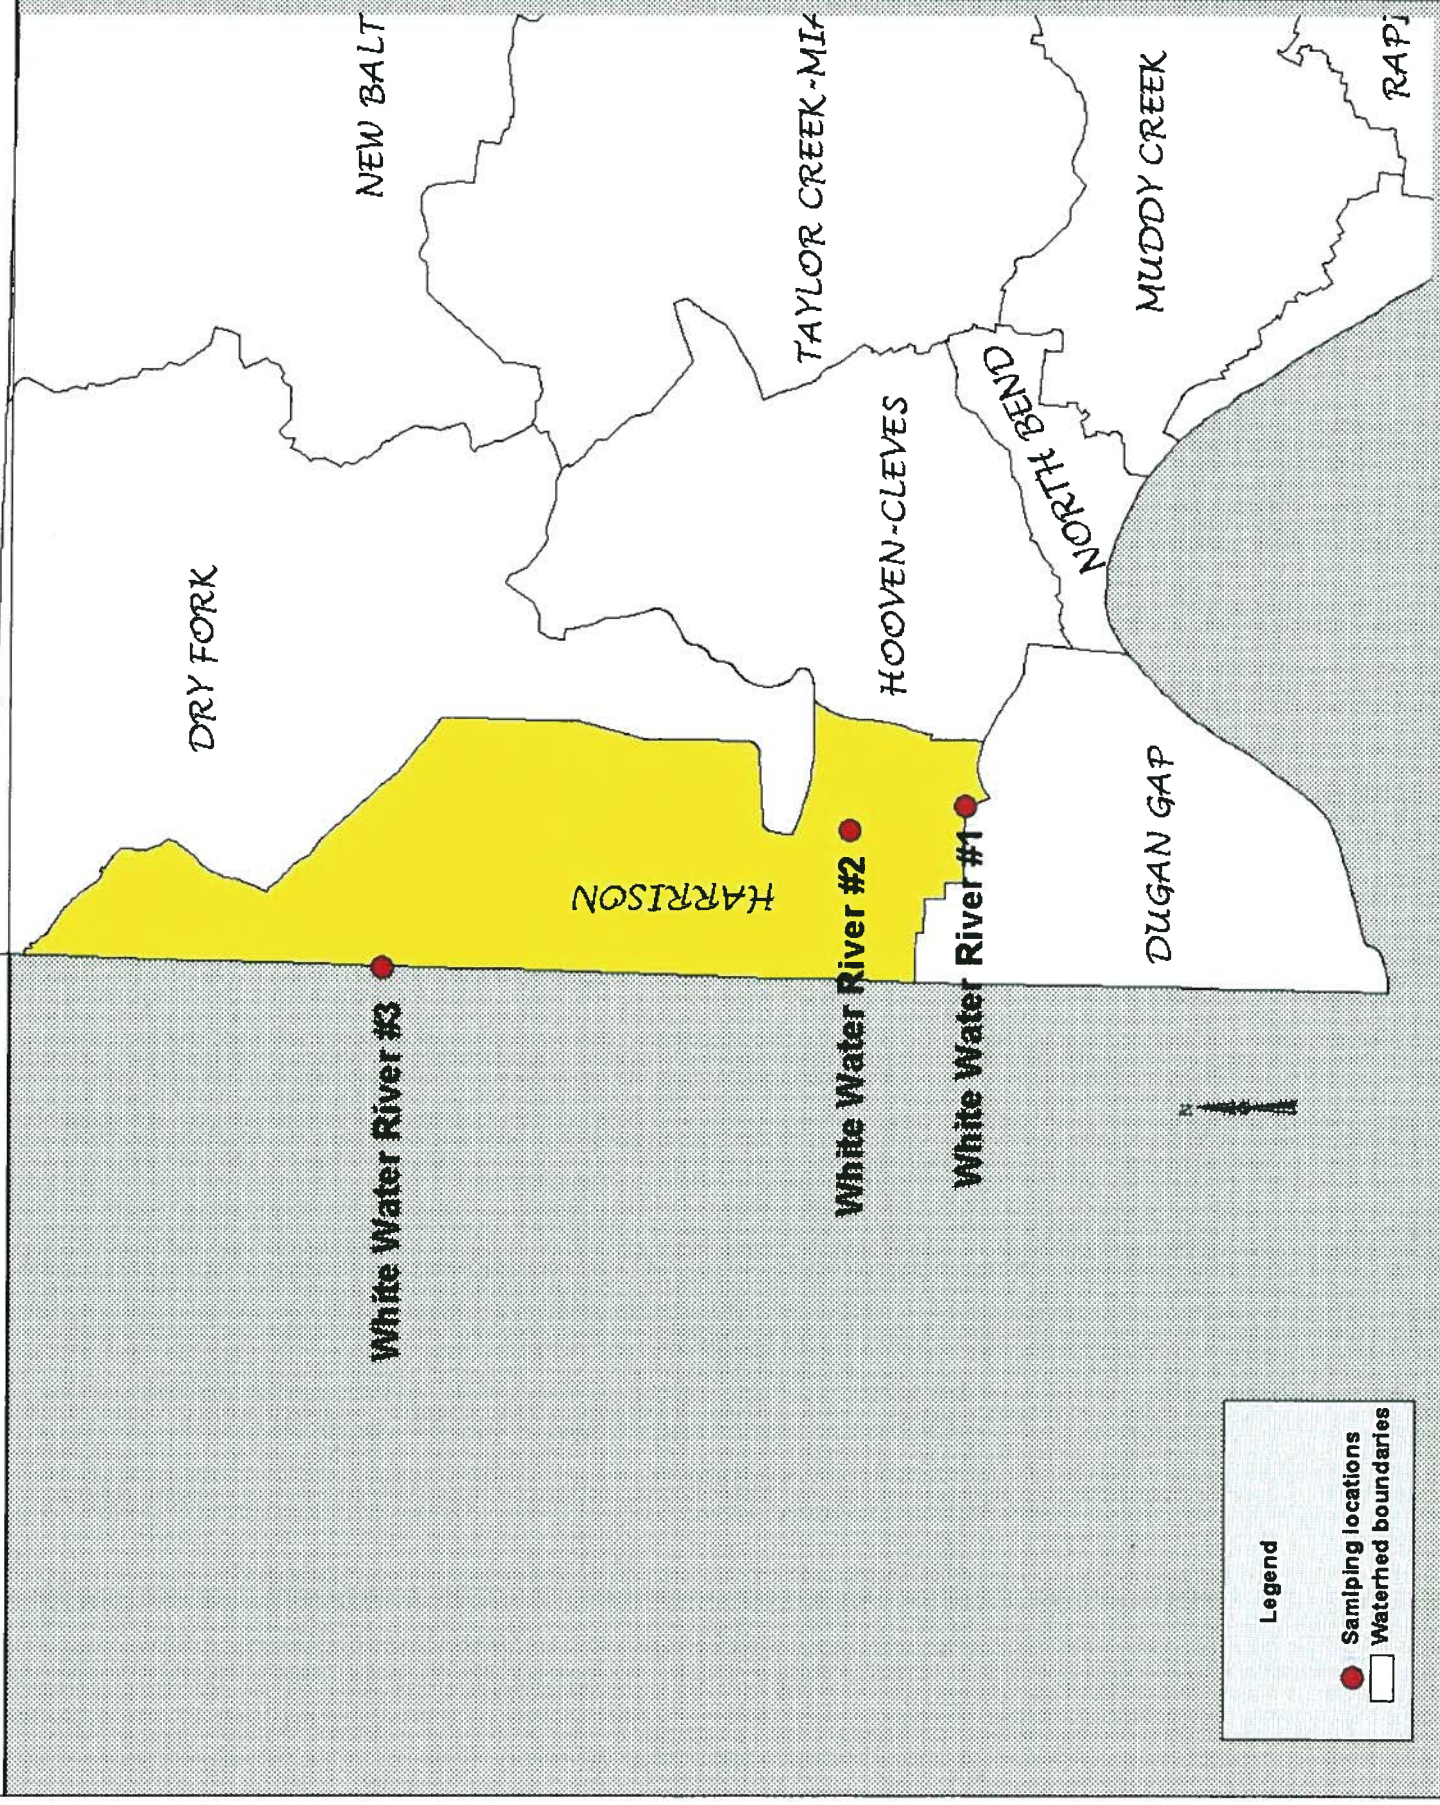 NEW BALT
TAYLOR CREEK-MIA
MUDDY CREEK
RAPI
DRY FORK
HOOVEN-CLEVES
NORTH BEND
HARRISON
DUGAN GAP
White Water River #3
White Water River #2
White Water River #1
N
Legend
Samlping locations
Waterhed boundaries